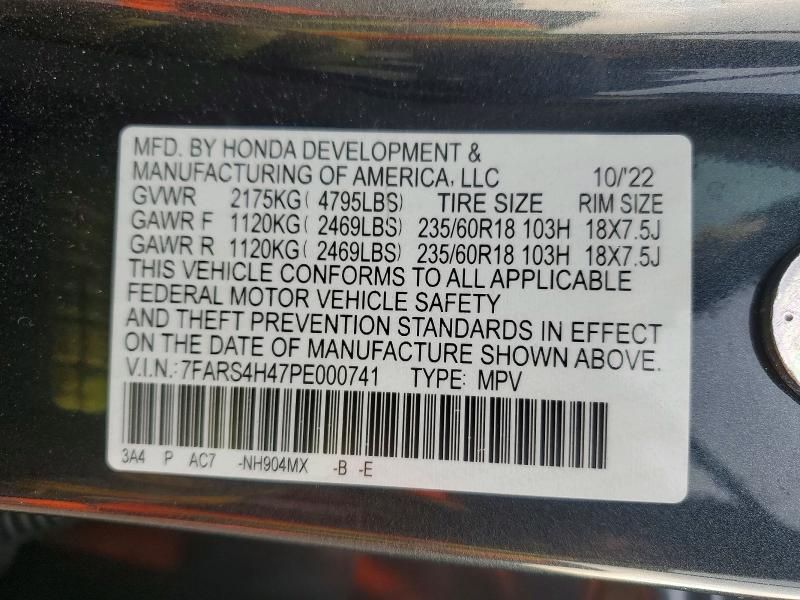 MFD. BY HONDA DEVELOPMENT &
MANUFACTURING OF AMERICA, LLC 10/'22
GVWR 2175KG( 4795LBS) TIRE SIZE RIM SIZE
GAWR F 1120KG( 2469LBS) 235/60R18 103H 18X7.5J
GAWR R 1120KG( 2469LBS) 235/60R18 103H 18X7.5J
THIS VEHICLE CONFORMS TO ALL APPLICABLE
FEDERAL MOTOR VEHICLE SAFETY
AND THEFT PREVENTION STANDARDS IN EFFECT
ON THE DATE OF MANUFACTURE SHOWN ABOVE.
V.I.N.:7FARS4H47PE000741 TYPE: MPV
3A4 P AC7 -NH904MX -B -E